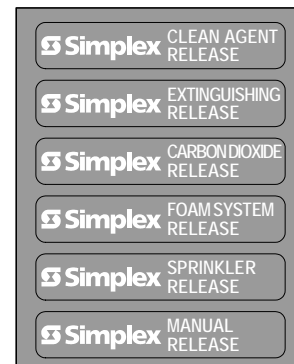 Simplex CLEAN AGENT
RELEASE
Simplex EXTINGUISHING
RELEASE
Simplex CARBON DIOXIDE
RELEASE
Simplex FOAM SYSTEM
RELEASE
Simplex SPRINKLER
RELEASE
Simplex MANUAL
RELEASE